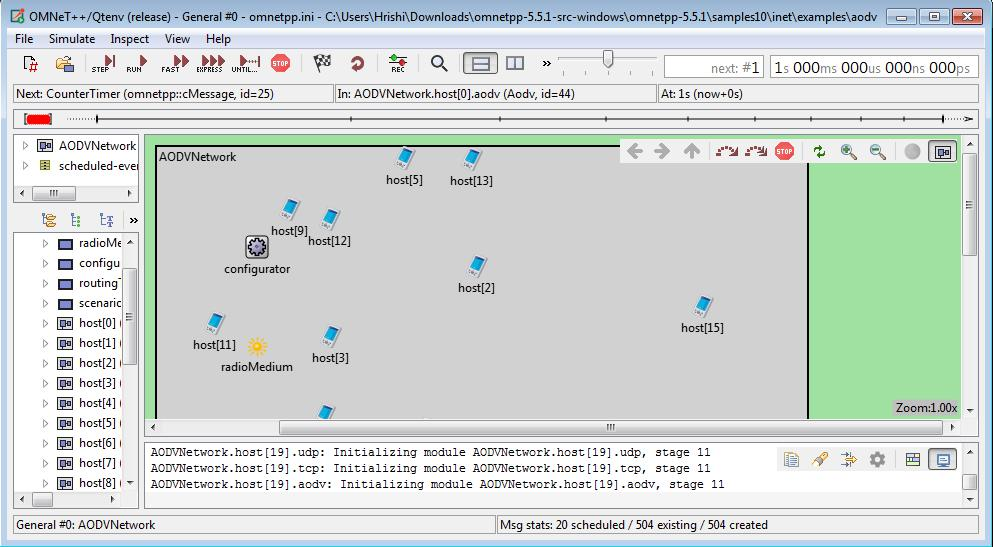 OMNeT++/Qtenv (release) - General #0 - omnetpp.ini - C:\Users\Hrishi\Downloads\omnetpp-5.5.1-src-windows\omnetpp-5.5.1\samples10\inet\examples\aodv
File Simulate Inspect View Help
STEP RUN FAST EXPRESS UNTIL... STOP REC » next: #1 1s 000ms 000us 000ns 000ps
Next: CounterTimer (omnetpp::cMessage, id=25) In: AODVNetwork.host[0].aodv (Aodv, id=44) At: 1s (now+0s)
AODVNetwork
scheduled-ever
»
radioMe
configu
routingT
scenaric
host[0] (
host[1] (
host[2] (
host[3] (
host[4] (
host[5] (
host[6] (
host[7] (
host[8] (
AODVNetwork
STOP
host[5]
host[13]
host[9]
host[12]
configurator
host[2]
host[15]
host[11]
host[3]
radioMedium
Zoom:1.00x
AODVNetwork.host[19].udp: Initializing module AODVNetwork.host[19].udp, stage 11
AODVNetwork.host[19].tcp: Initializing module AODVNetwork.host[19].tcp, stage 11
AODVNetwork.host[19].aodv: Initializing module AODVNetwork.host[19].aodv, stage 11
General #0: AODVNetwork Msg stats: 20 scheduled / 504 existing / 504 created